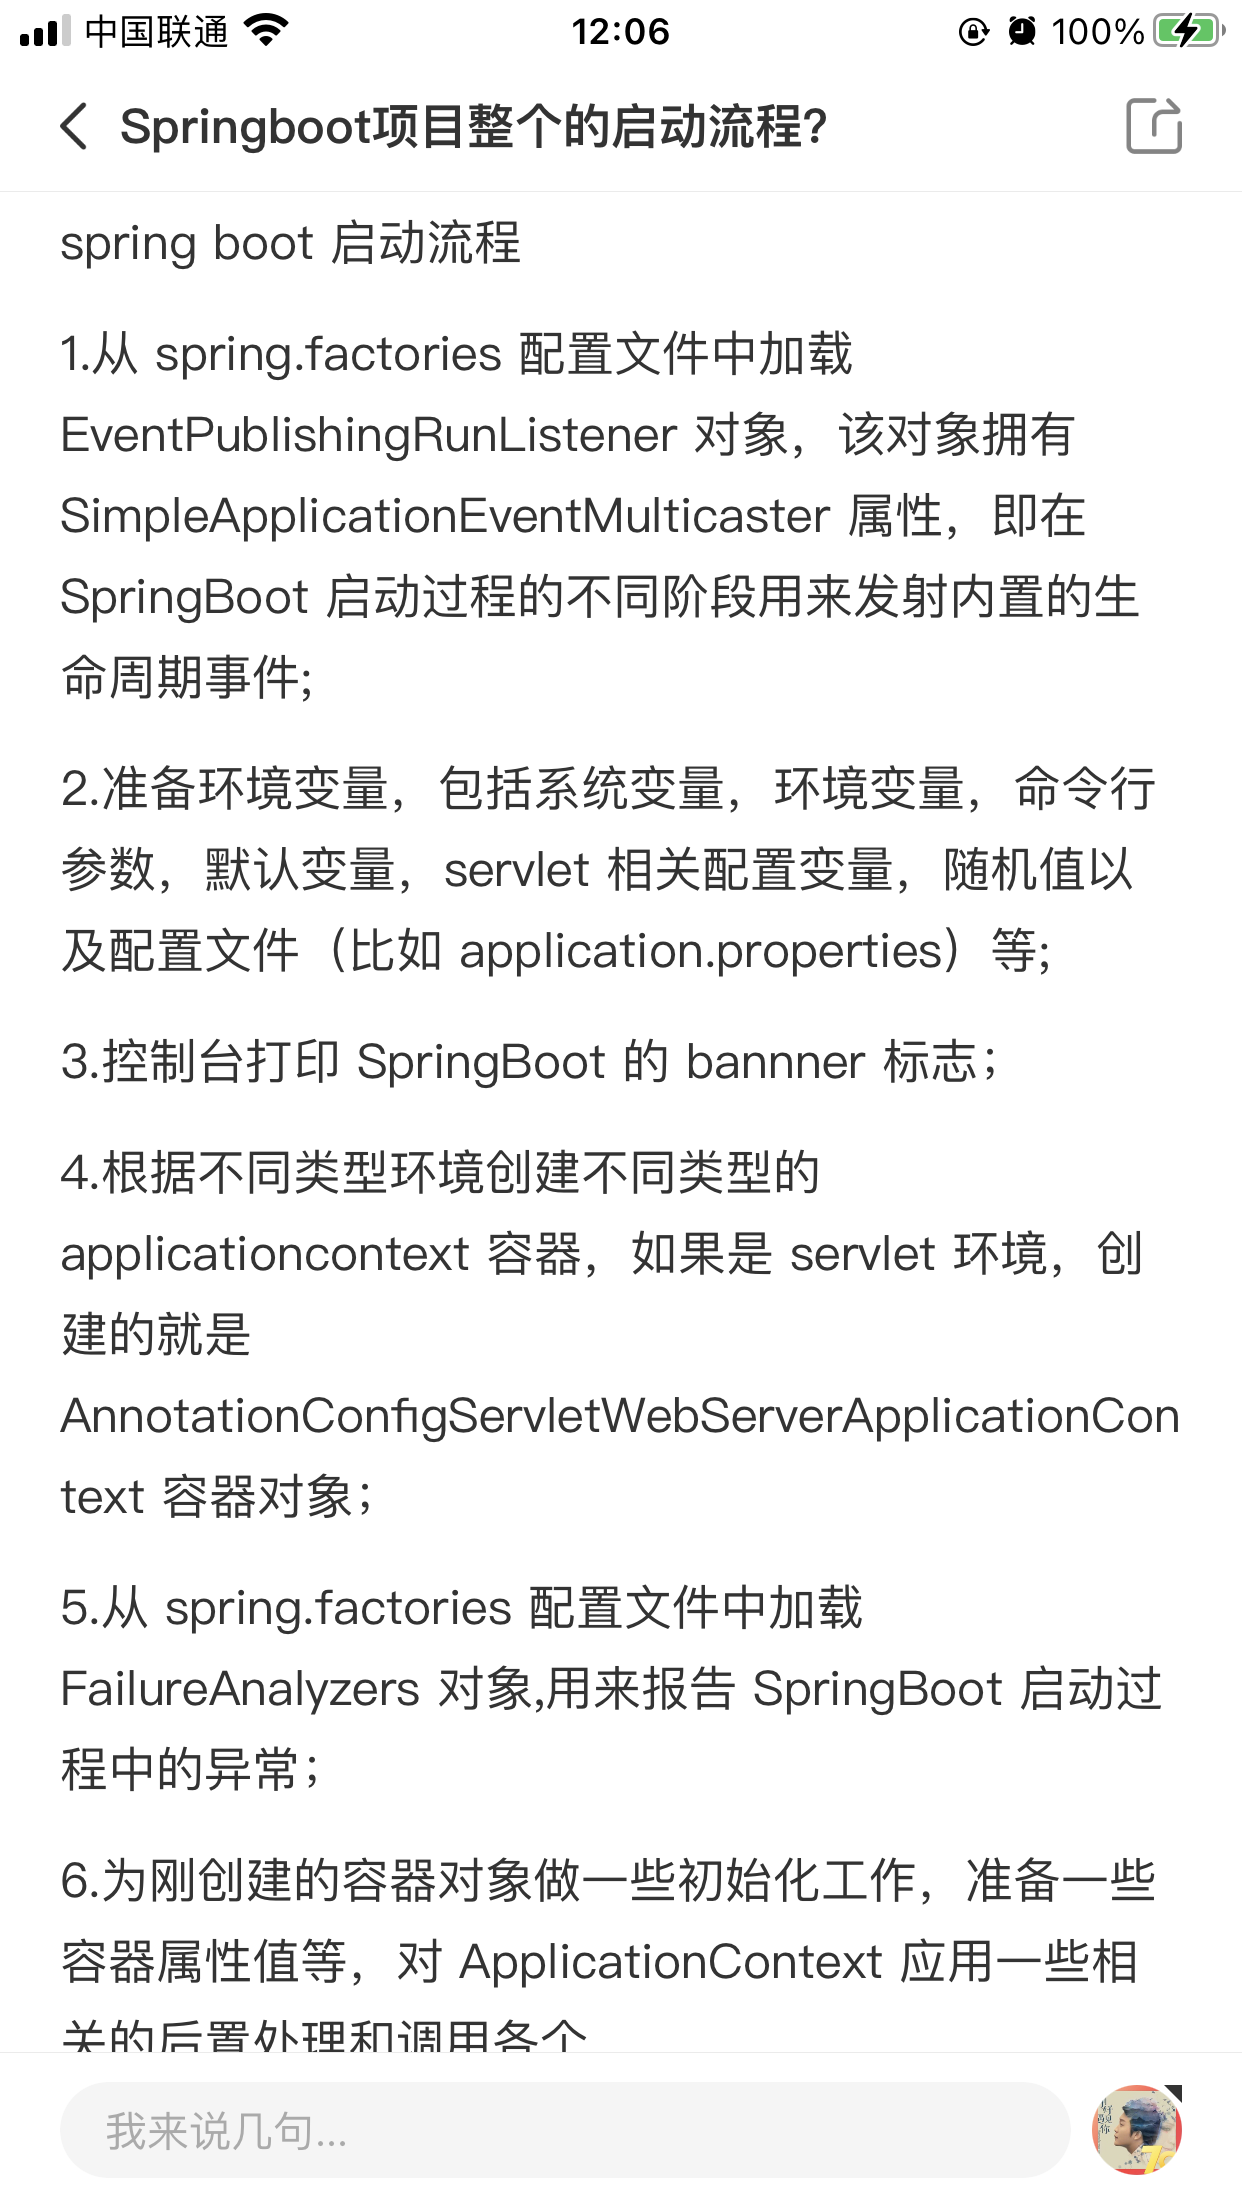 中国联通
12:06
100%
Springboot项目整个的启动流程?
spring boot 启动流程
1.从 spring.factories 配置文件中加载
EventPublishingRunListener 对象，该对象拥有
SimpleApplicationEventMulticaster 属性，即在
SpringBoot 启动过程的不同阶段用来发射内置的生
命周期事件;
2.准备环境变量，包括系统变量，环境变量，命令行
参数，默认变量，servlet 相关配置变量，随机值以
及配置文件（比如 application.properties）等;
3.控制台打印 SpringBoot 的 bannner 标志；
4.根据不同类型环境创建不同类型的
applicationcontext 容器，如果是 servlet 环境，创
建的就是
AnnotationConfigServletWebServerApplicationCon
text 容器对象；
5.从 spring.factories 配置文件中加载
FailureAnalyzers 对象,用来报告 SpringBoot 启动过
程中的异常；
6.为刚创建的容器对象做一些初始化工作，准备一些
容器属性值等，对 ApplicationContext 应用一些相
关的后置处理和调用各个
我来说几句...